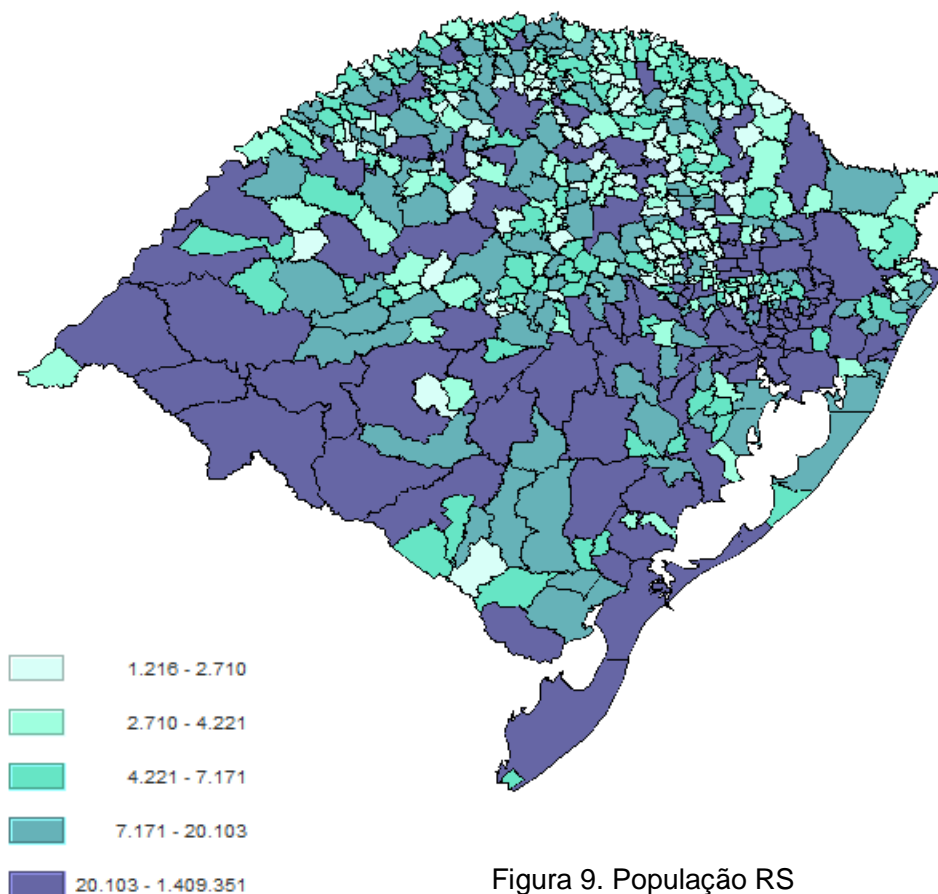 1.216 - 2.710
2.710 - 4.221
4.221 - 7.171
7.171 - 20.103
20.103 - 1.409.351
Figura 9. População RS